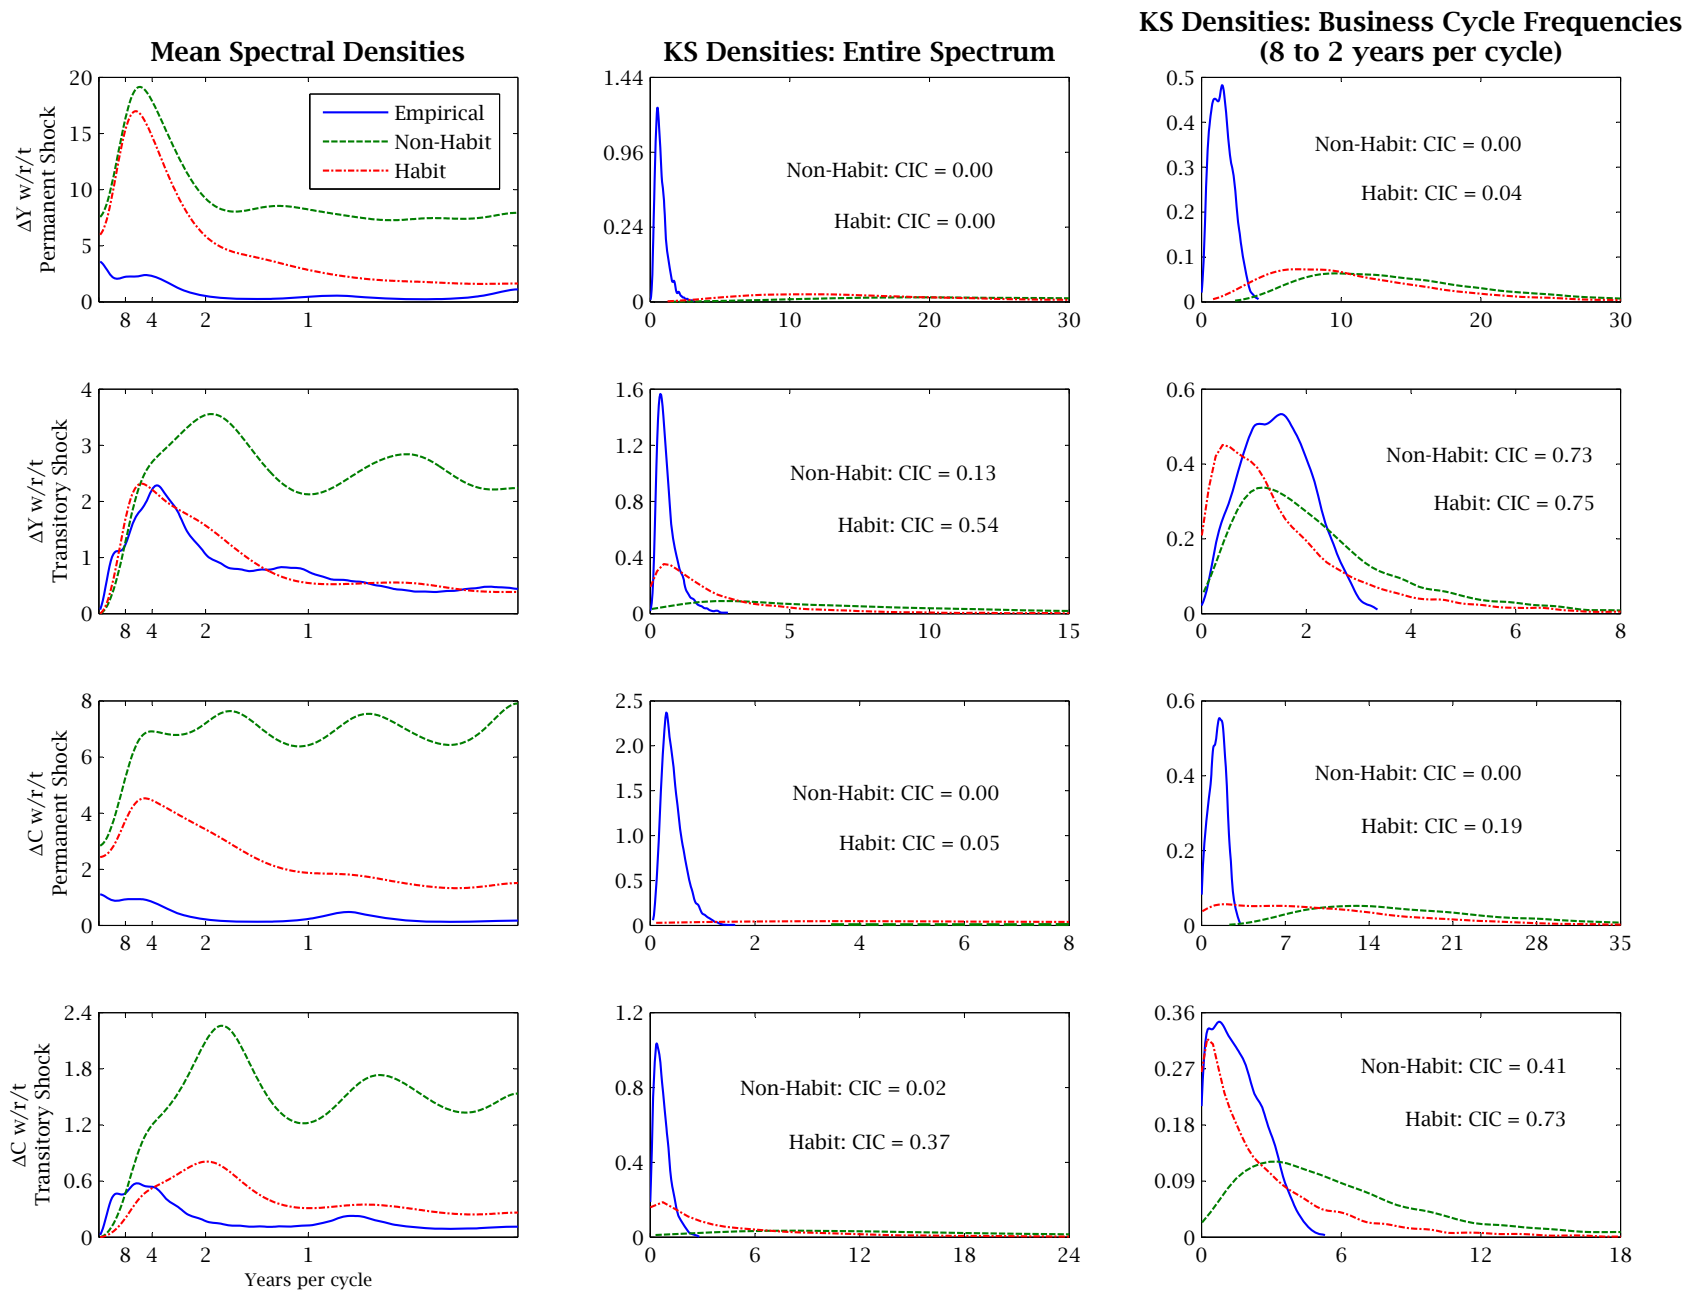 Mean Spectral Densities
KS Densities: Entire Spectrum
KS Densities: Business Cycle Frequencies
(8 to 2 years per cycle)
ΔY w/r/t
Permanent Shock
20
15
10
5
0
8 4 2 1
Empirical
Non-Habit
Habit
1.44
0.96
0.24
0
0 10 20 30
Non-Habit: CIC = 0.00
Habit: CIC = 0.00
0.5
0.4
0.3
0.2
0.1
0
0 10 20 30
Non-Habit: CIC = 0.00
Habit: CIC = 0.04
ΔY w/r/t
Transitory Shock
4
3
2
1
0
8 4 2 1
1.6
1.2
0.8
0.4
0
0 5 10 15
Non-Habit: CIC = 0.13
Habit: CIC = 0.54
0.6
0.4
0.2
0
0 2 4 6 8
Non-Habit: CIC = 0.73
Habit: CIC = 0.75
ΔC w/r/t
Permanent Shock
8
6
4
2
0
8 4 2 1
2.5
2.0
1.5
1.0
0.5
0
0 2 4 6 8
Non-Habit: CIC = 0.00
Habit: CIC = 0.05
0.6
0.4
0.2
0
0 7 14 21 28 35
Non-Habit: CIC = 0.00
Habit: CIC = 0.19
ΔC w/r/t
Transitory Shock
2.4
1.8
1.2
0.6
0
8 4 2 1
Years per cycle
1.2
0.8
0.4
0
0 6 12 18 24
Non-Habit: CIC = 0.02
Habit: CIC = 0.37
0.36
0.27
0.18
0.09
0
0 6 12 18
Non-Habit: CIC = 0.41
Habit: CIC = 0.73